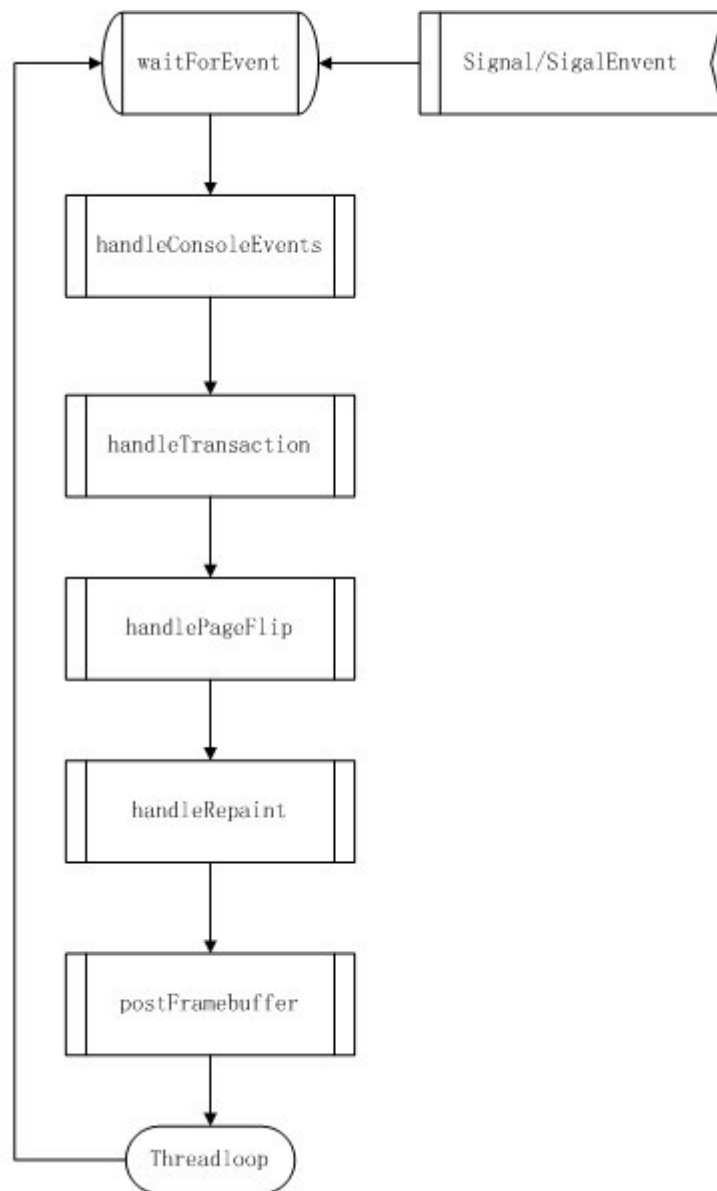 waitForEvent
Signal/SigalEnvent
handleConsoleEvents
handleTransaction
handlePageFlip
handleRepaint
postFramebuffer
Threadloop